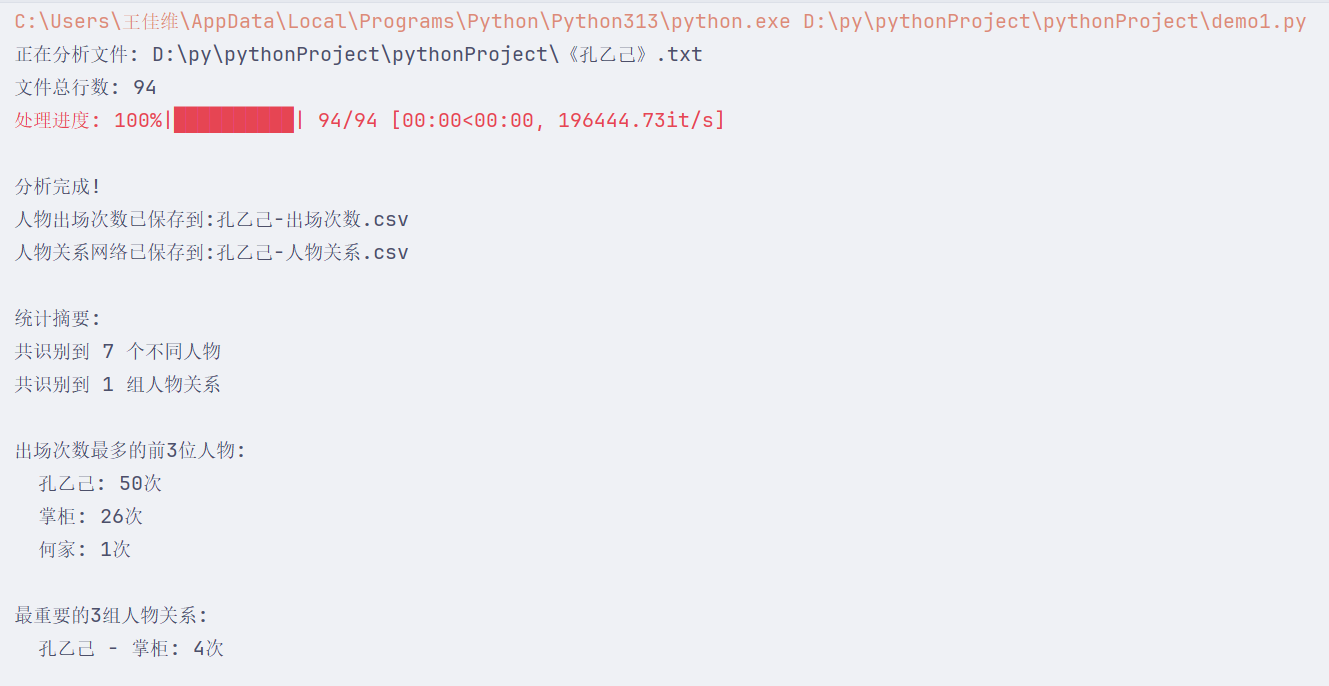 C:\Users\王佳维\AppData\Local\Programs\Python\Python313\python.exe D:\py\pythonProject\pythonProject\demo1.py
正在分析文件: D:\py\pythonProject\pythonProject\《孔乙己》.txt
文件总行数: 94
处理进度: 100%|██████████| 94/94 [00:00<00:00, 196444.73it/s]
分析完成!
人物出场次数已保存到:孔乙己-出场次数.csv
人物关系网络已保存到:孔乙己-人物关系.csv
统计摘要:
共识别到 7 个不同人物
共识别到 1 组人物关系
出场次数最多的前3位人物:
孔乙己: 50次
掌柜: 26次
何家: 1次
最重要的3组人物关系:
孔乙己 - 掌柜: 4次